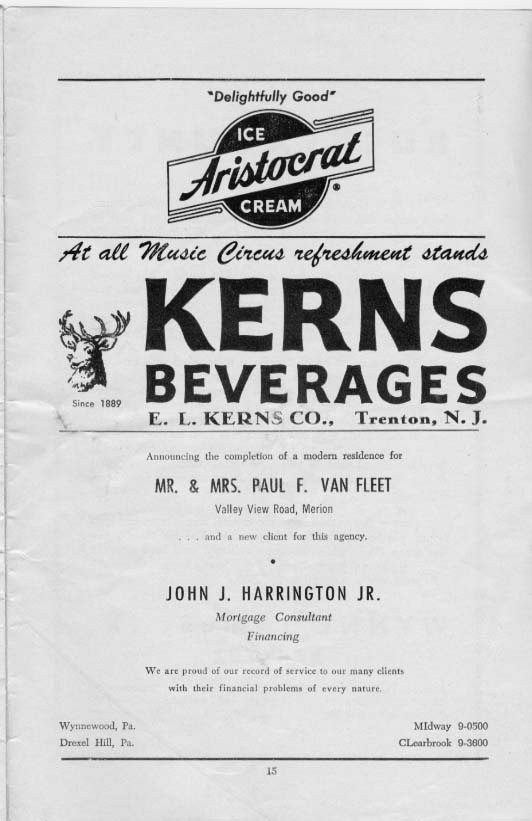 "Delightfully Good"
ICE
Aristocrat
CREAM
®
At all Music Circus refreshment stands
KERNS
BEVERAGES
Since 1889
E. L. KERNS CO., Trenton, N. J.
Announcing the completion of a modern residence for
MR. & MRS. PAUL F. VAN FLEET
Valley View Road, Merion
. . . and a new client for this agency.
•
JOHN J. HARRINGTON JR.
Mortgage Consultant
Financing
We are proud of our record of service to our many clients
with their financial problems of every nature.
Wynnewood, Pa. MIdway 9-0500
Drexel Hill, Pa. CLearbrook 9-3600
15